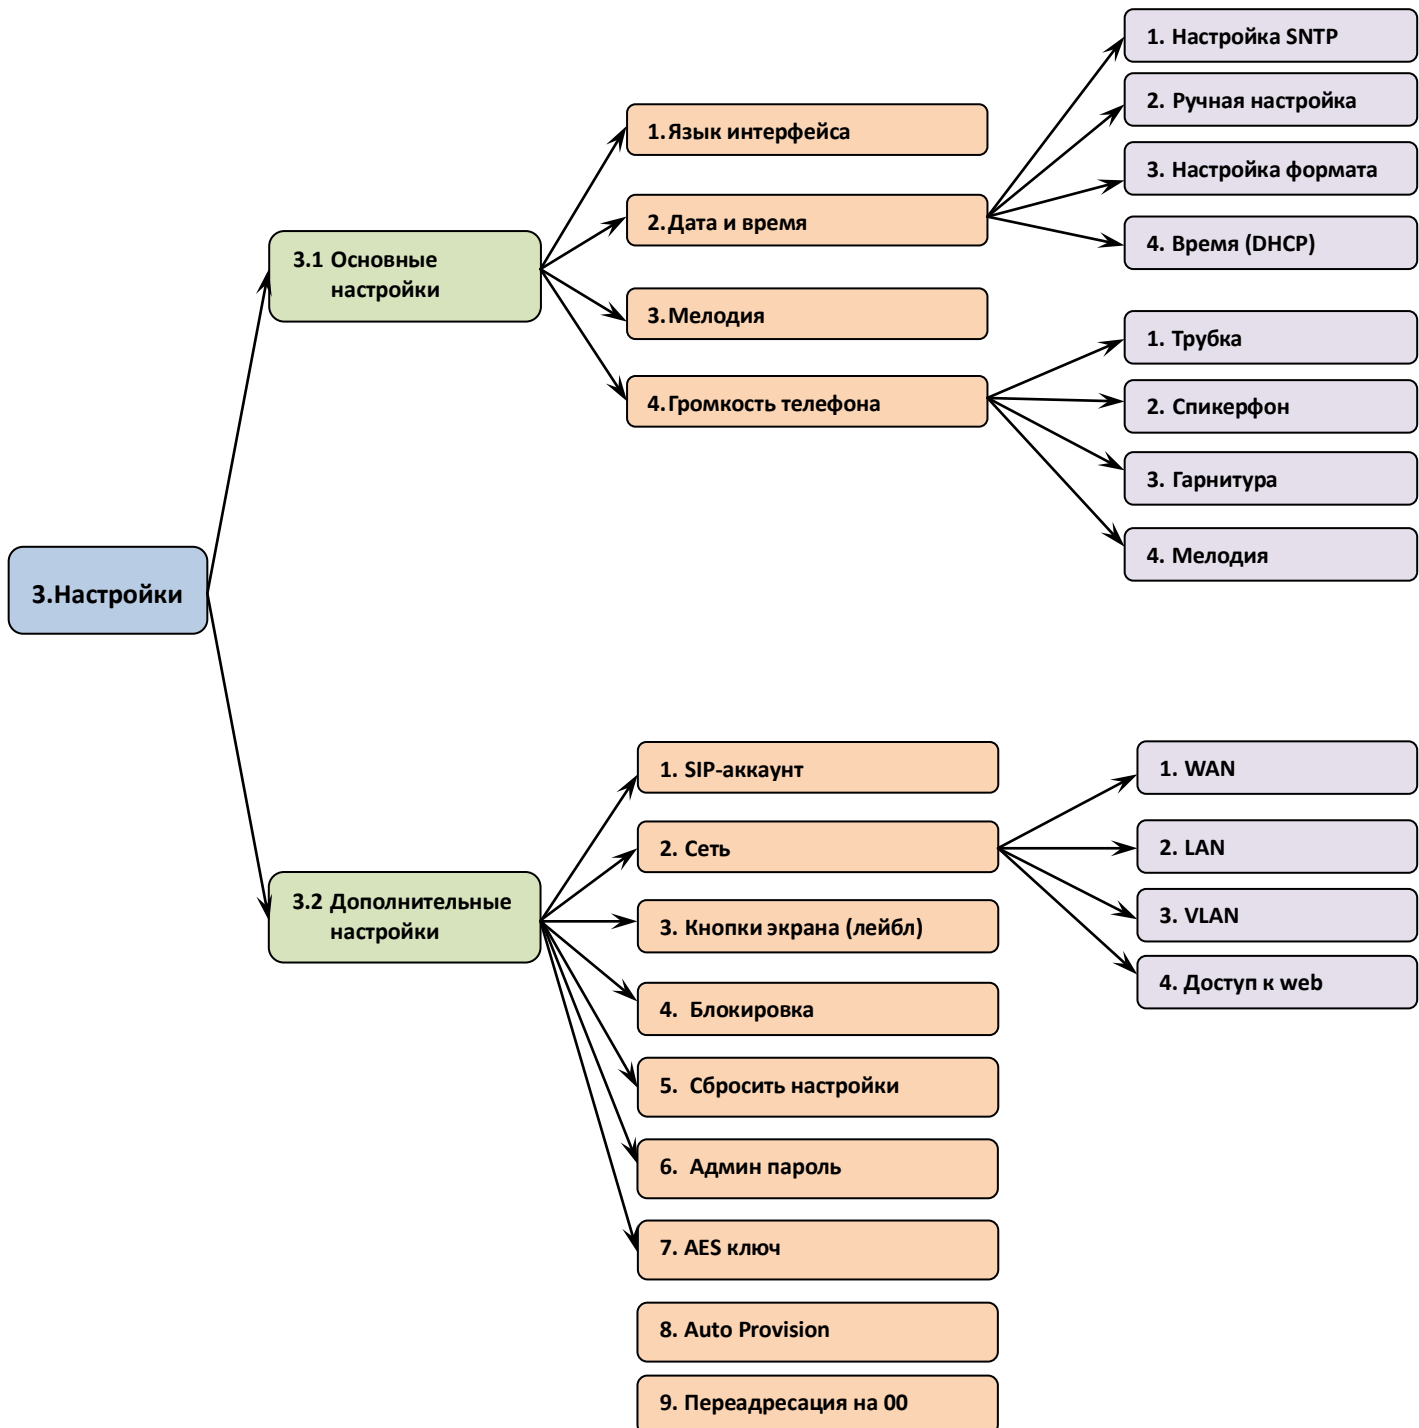 3.Настройки
3.1 Основные
настройки
1.Язык интерфейса
2.Дата и время
1. Настройка SNTP
2. Ручная настройка
3. Настройка формата
4. Время (DHCP)
3.Мелодия
4.Громкость телефона
1. Трубка
2. Спикерфон
3. Гарнитура
4. Мелодия
3.2 Дополнительные
настройки
1. SIP-аккаунт
2. Сеть
1. WAN
2. LAN
3. VLAN
4. Доступ к web
3. Кнопки экрана (лейбл)
4. Блокировка
5. Сбросить настройки
6. Админ пароль
7. AES ключ
8. Auto Provision
9. Переадресация на 00